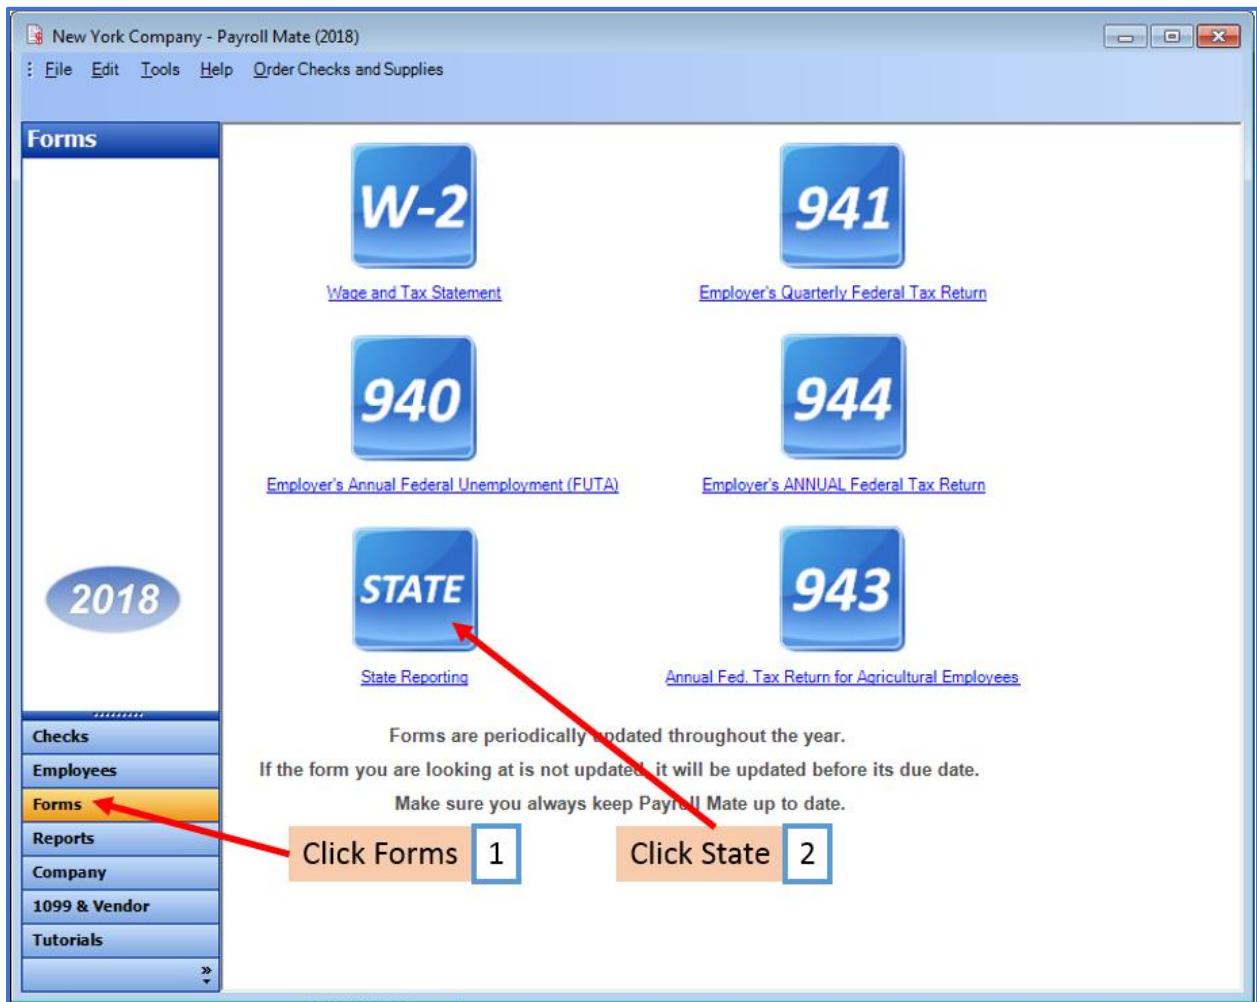 New York Company - Payroll Mate (2018)
File Edit Tools Help Order Checks and Supplies
Forms
W-2
941
Wage and Tax Statement
Employer's Quarterly Federal Tax Return
940
944
Employer's Annual Federal Unemployment (FUTA)
Employer's ANNUAL Federal Tax Return
STATE
943
2018
State Reporting
Annual Fed. Tax Return for Agricultural Employees
Forms are periodically updated throughout the year.
If the form you are looking at is not updated, it will be updated before its due date.
Make sure you always keep Payroll Mate up to date.
Checks
Employees
Forms
Reports
Company
1099 & Vendor
Tutorials
Click Forms 1
Click State 2